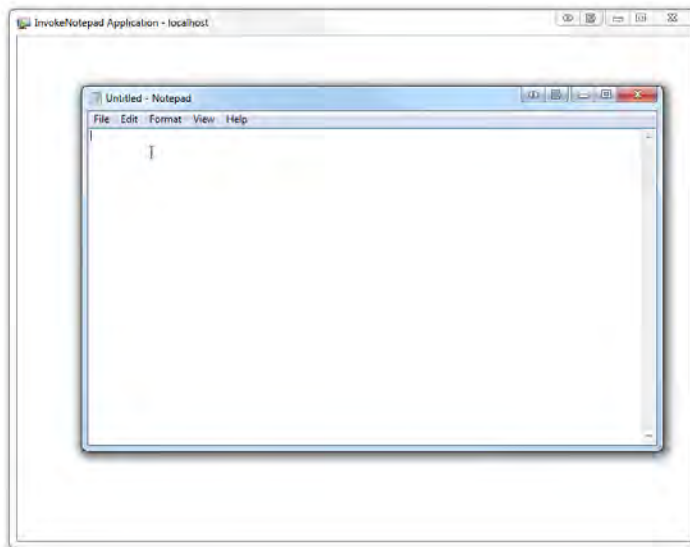 InvokeNotepad Application - localhost
Untitled - Notepad
File Edit Format View Help